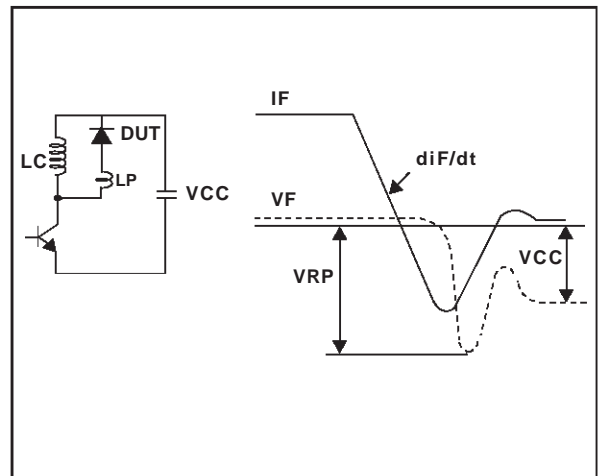 DUT
LC
LP
VCC
IF
diF/dt
VF
VRP
VCC